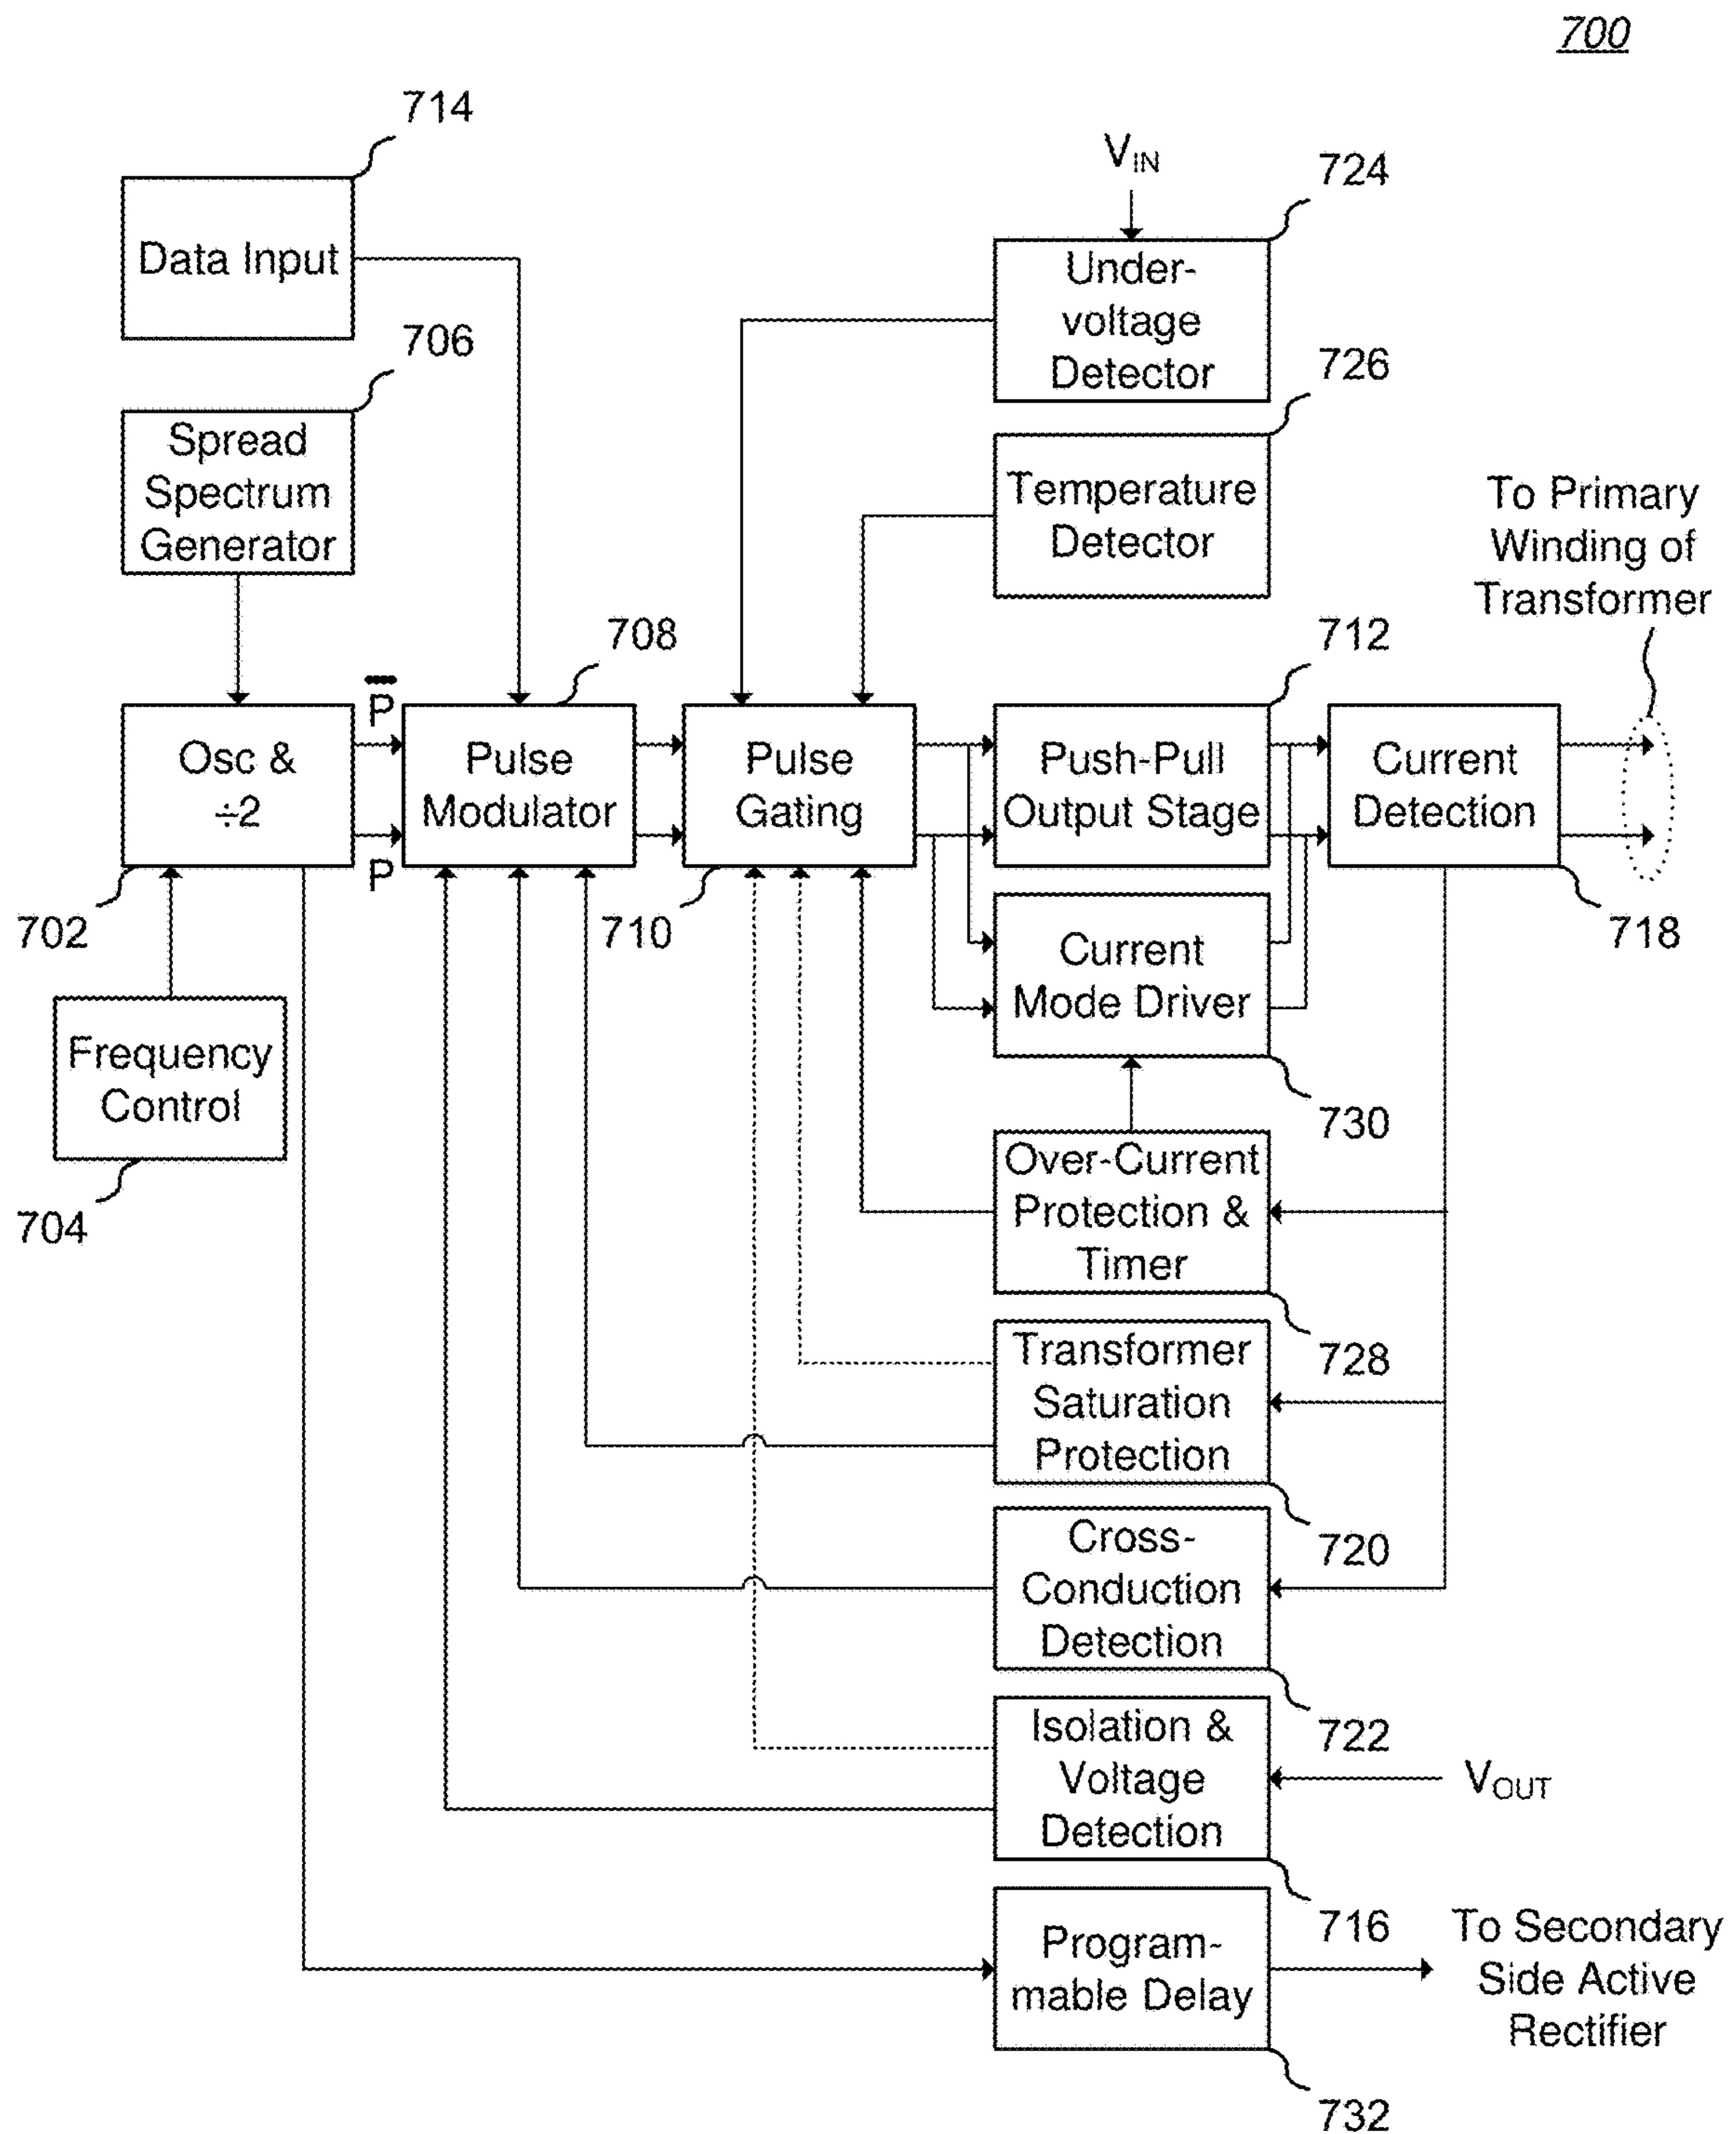 700
714
Data Input
V_IN
724
Under-
voltage
Detector
706
Spread
Spectrum
Generator
726
Temperature
Detector
To Primary
Winding of
Transformer
708
712
P̅
P
Osc &
÷2
Pulse
Modulator
Pulse
Gating
Push-Pull
Output Stage
Current
Detection
702
710
718
Current
Mode Driver
730
Frequency
Control
704
Over-Current
Protection &
Timer
728
Transformer
Saturation
Protection
720
Cross-
Conduction
Detection
722
Isolation &
Voltage
Detection
V_OUT
716
Program-
mable Delay
To Secondary
Side Active
Rectifier
732